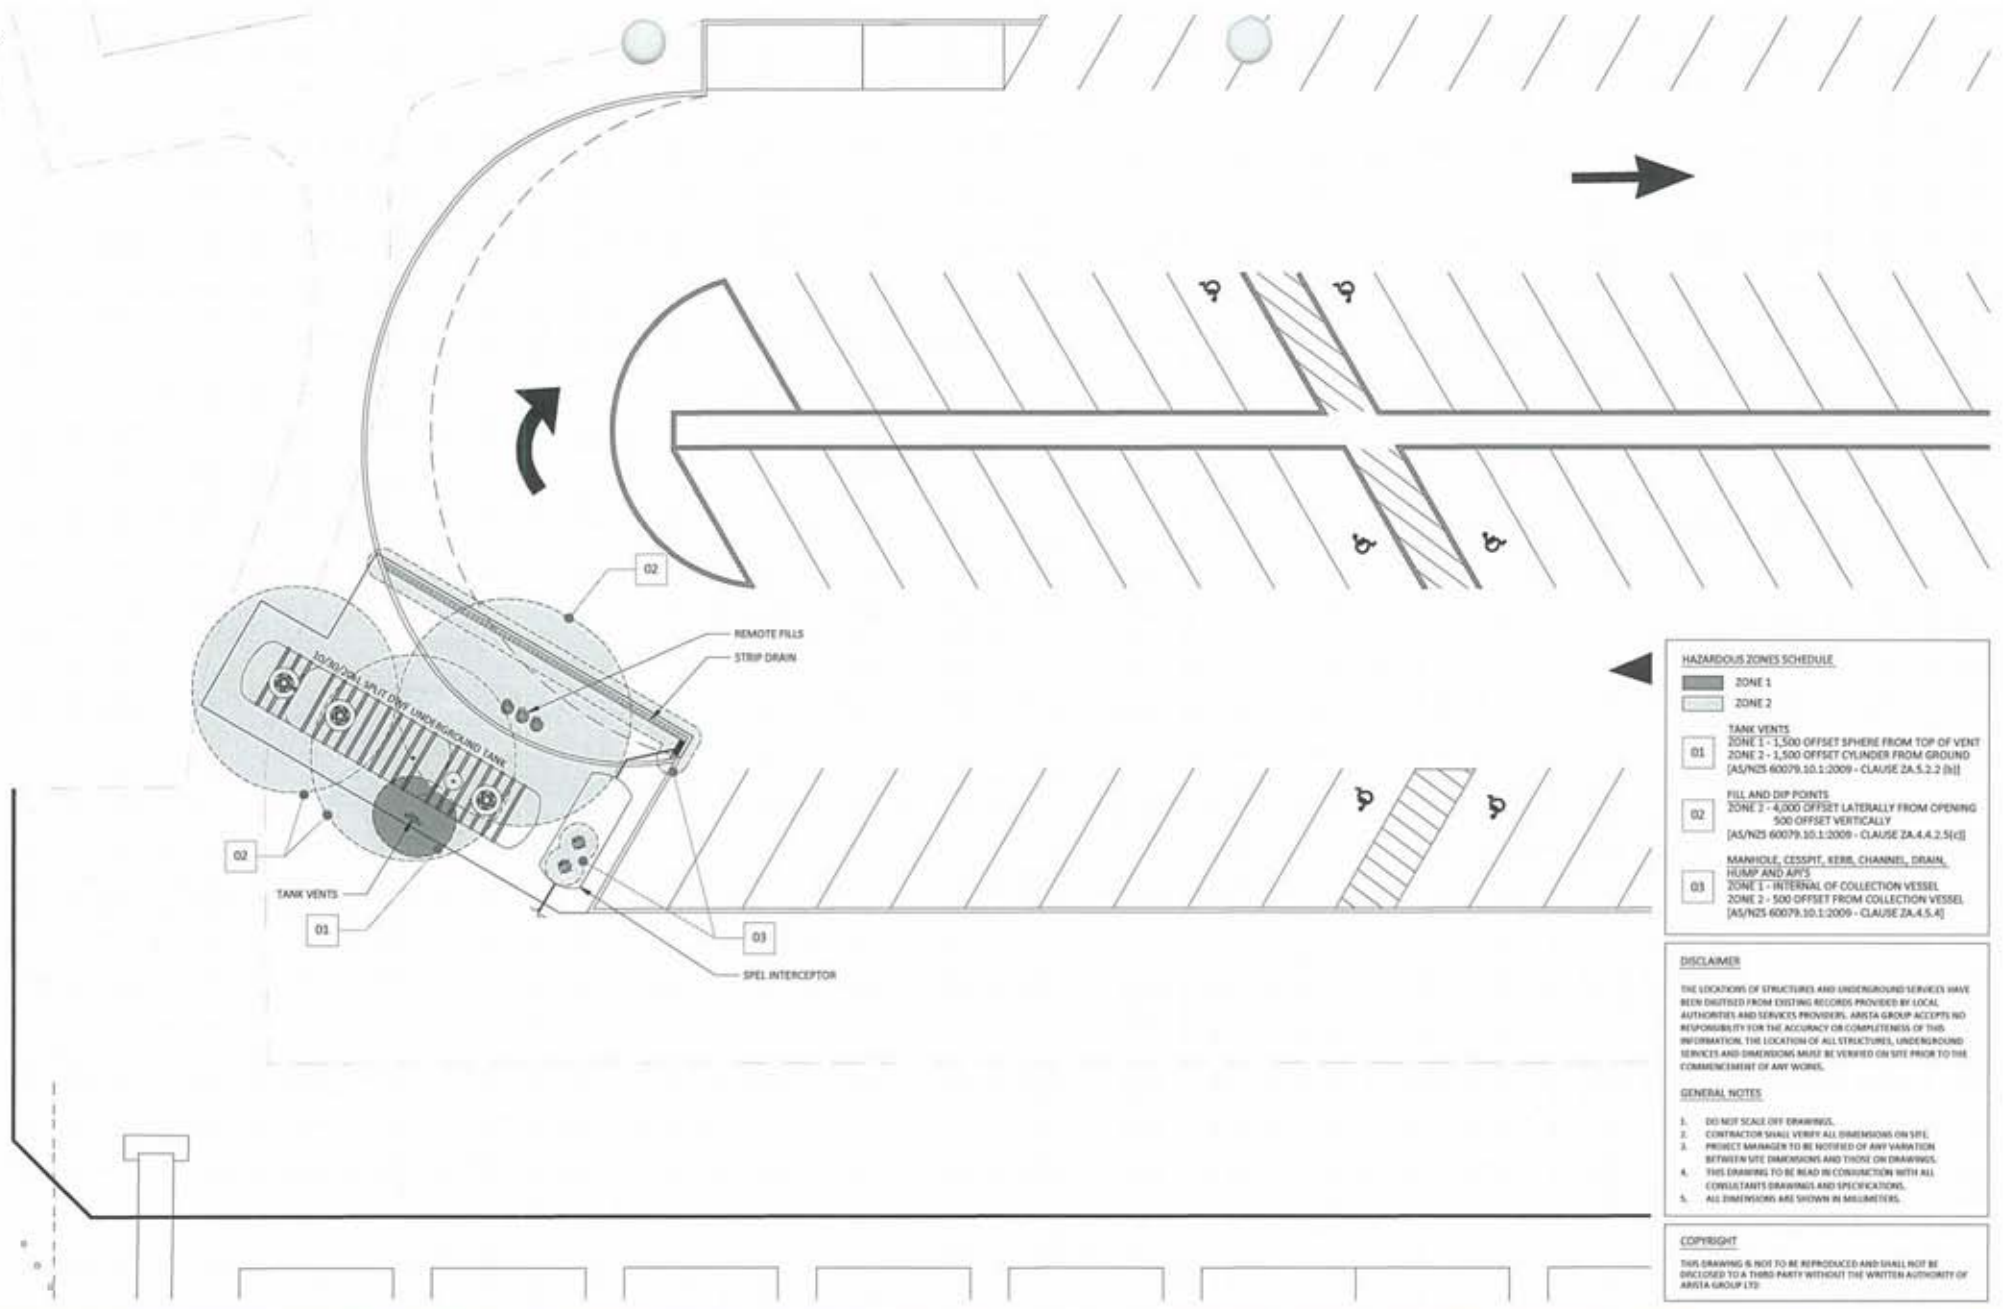 02
REMOTE FILLS
STRIP DRAIN
10/30/20kL SPLIT DWF UNDERGROUND TANK
02
TANK VENTS
01
03
SPEL INTERCEPTOR
HAZARDOUS ZONES SCHEDULE
ZONE 1
ZONE 2
01
TANK VENTS
ZONE 1 - 1,500 OFFSET SPHERE FROM TOP OF VENT
ZONE 2 - 1,500 OFFSET CYLINDER FROM GROUND
[AS/NZS 60079.10.1:2009 - CLAUSE ZA.5.2.2 (b)]
02
FILL AND DIP POINTS
ZONE 2 - 4,000 OFFSET LATERALLY FROM OPENING
500 OFFSET VERTICALLY
[AS/NZS 60079.10.1:2009 - CLAUSE ZA.4.4.2.5(c)]
03
MANHOLE, CESSPIT, KERB, CHANNEL, DRAIN,
HUMP AND API'S
ZONE 1 - INTERNAL OF COLLECTION VESSEL
ZONE 2 - 500 OFFSET FROM COLLECTION VESSEL
[AS/NZS 60079.10.1:2009 - CLAUSE ZA.4.5.4]
DISCLAIMER
THE LOCATIONS OF STRUCTURES AND UNDERGROUND SERVICES HAVE
BEEN DIGITISED FROM EXISTING RECORDS PROVIDED BY LOCAL
AUTHORITIES AND SERVICES PROVIDERS. ARISTA GROUP ACCEPTS NO
RESPONSIBILITY FOR THE ACCURACY OR COMPLETENESS OF THIS
INFORMATION. THE LOCATION OF ALL STRUCTURES, UNDERGROUND
SERVICES AND DIMENSIONS MUST BE VERIFIED ON SITE PRIOR TO THE
COMMENCEMENT OF ANY WORKS.
GENERAL NOTES
1. DO NOT SCALE OFF DRAWINGS.
2. CONTRACTOR SHALL VERIFY ALL DIMENSIONS ON SITE.
3. PROJECT MANAGER TO BE NOTIFIED OF ANY VARIATION
BETWEEN SITE DIMENSIONS AND THOSE ON DRAWINGS.
4. THIS DRAWING TO BE READ IN CONJUNCTION WITH ALL
CONSULTANTS DRAWINGS AND SPECIFICATIONS.
5. ALL DIMENSIONS ARE SHOWN IN MILLIMETERS.
COPYRIGHT
THIS DRAWING IS NOT TO BE REPRODUCED AND SHALL NOT BE
DISCLOSED TO A THIRD PARTY WITHOUT THE WRITTEN AUTHORITY OF
ARISTA GROUP LTD